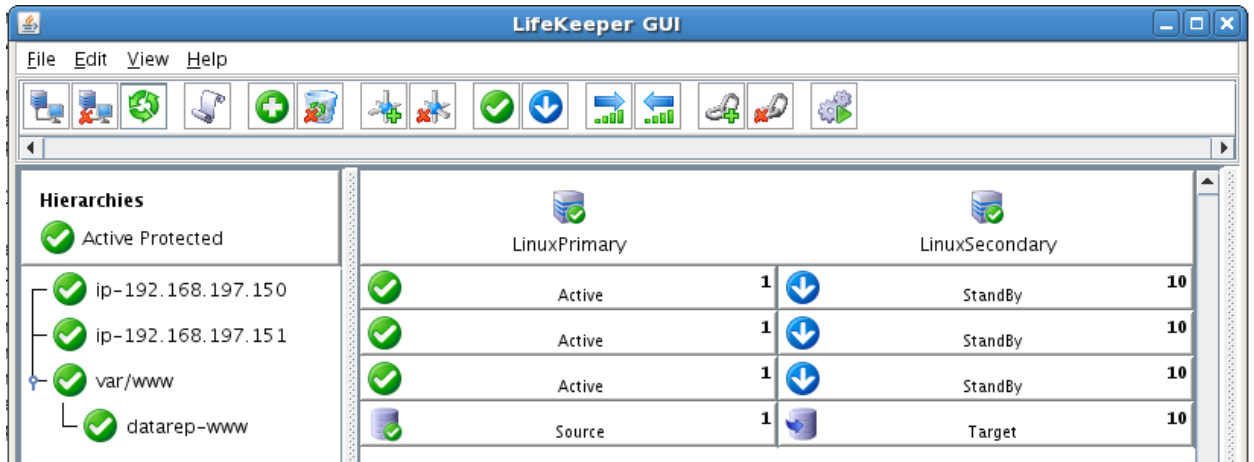 LifeKeeper GUI
File Edit View Help
Hierarchies
Active Protected
LinuxPrimary LinuxSecondary
ip-192.168.197.150 Active 1 StandBy 10
ip-192.168.197.151 Active 1 StandBy 10
var/www Active 1 StandBy 10
datarep-www Source 1 Target 10